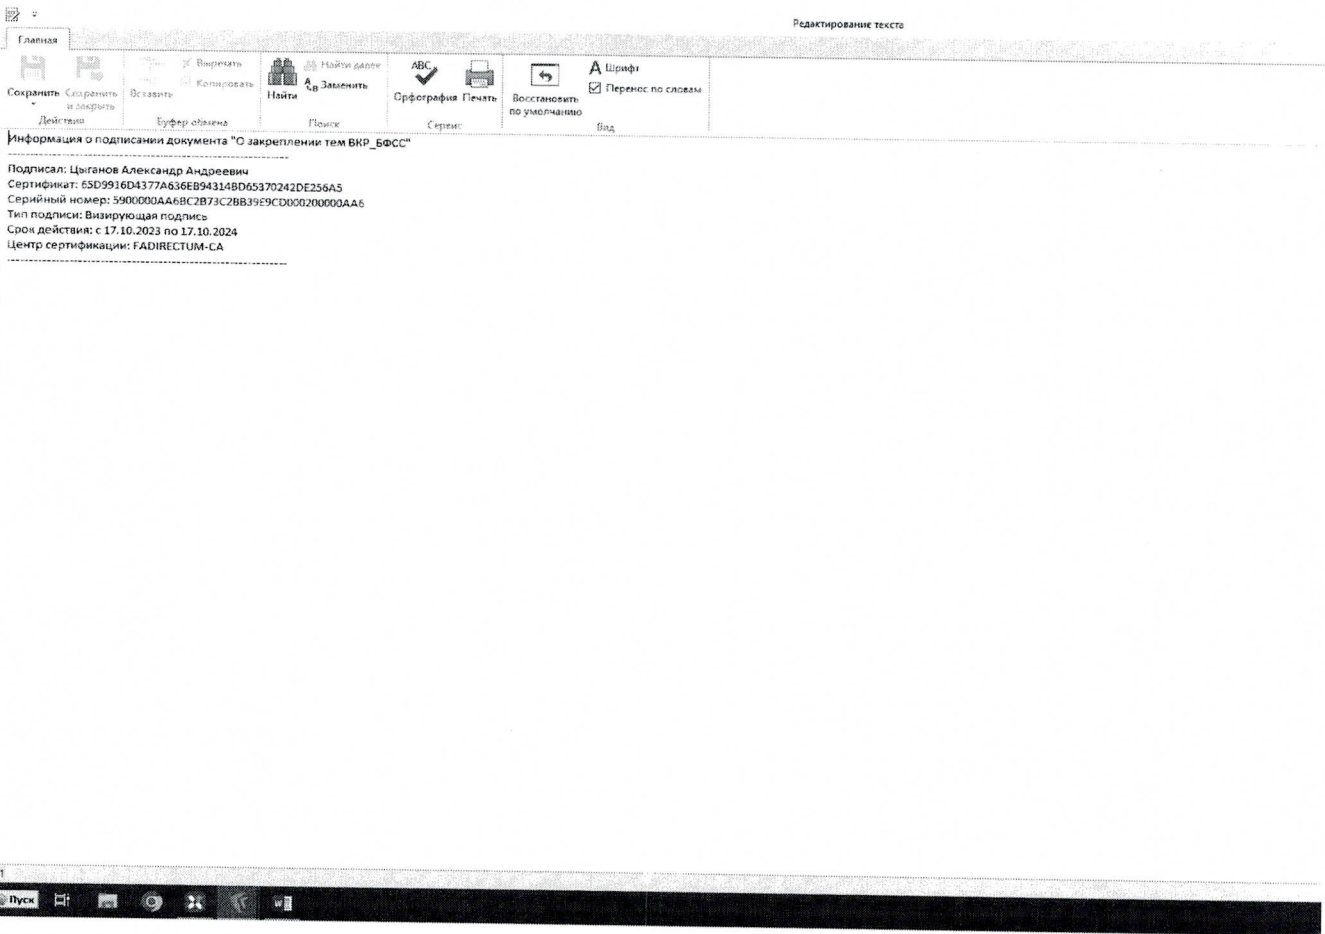 Редактирование текста
Главная
Сохранить
Сохранить
и закрыть
Вставить
Вырезать
Копировать
Найти
Найти далее
Заменить
ABC
Орфография
Печать
Восстановить
по умолчанию
А Шрифт
Перенос по словам
Действия
Буфер обмена
Поиск
Сервис
Вид
Информация о подписании документа "О закреплении тем ВКР_БФСС"
Подписал: Цыганов Александр Андреевич
Сертификат: 65D9916D4377A636EB94314BD65370242DE256A5
Серийный номер: 5900000AA6BC2B73C2BB39E9CD000200000AA6
Тип подписи: Визирующая подпись
Срок действия: с 17.10.2023 по 17.10.2024
Центр сертификации: FADIRECTUM-CA
1
Пуск